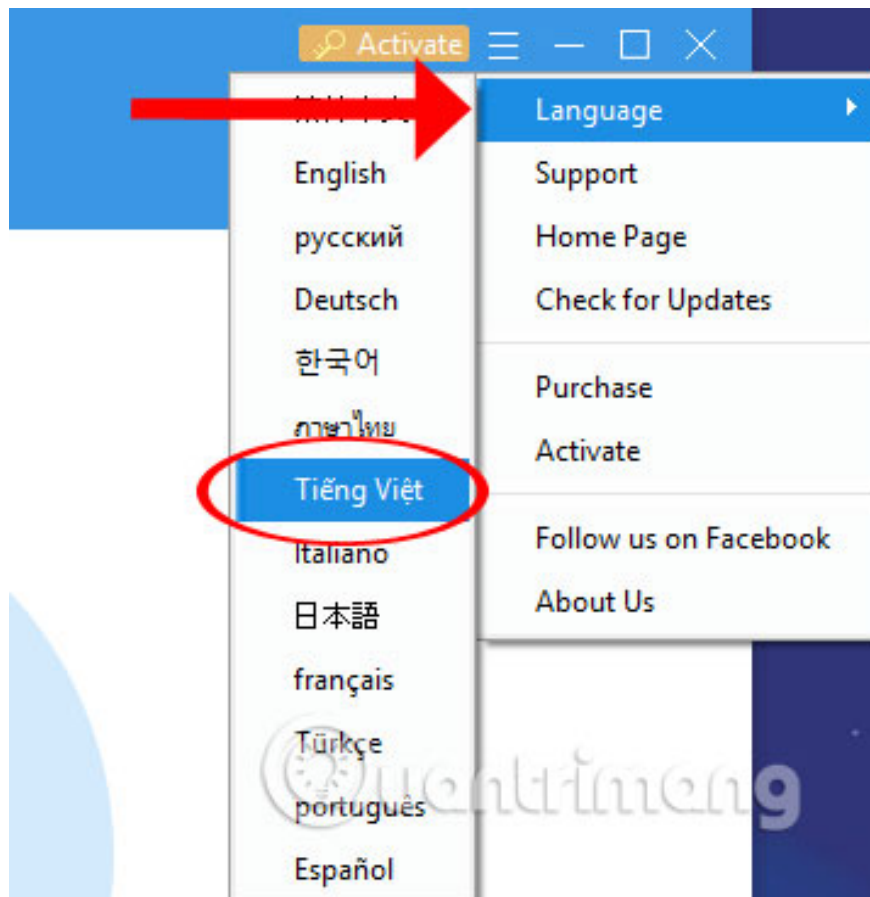 Activate
English
русский
Deutsch
한국어
ภาษาไทย
Tiếng Việt
Italiano
日本語
français
Türkçe
português
Español
Language
Support
Home Page
Check for Updates
Purchase
Activate
Follow us on Facebook
About Us
Quantrimang